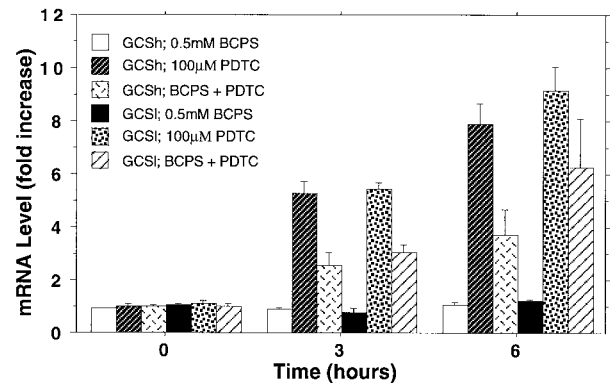 12
10
8
6
4
2
0
mRNA Level (fold increase)
GCSh; 0.5mM BCPS
GCSh; 100μM PDTC
GCSh; BCPS + PDTC
GCSl; 0.5mM BCPS
GCSl; 100μM PDTC
GCSl; BCPS + PDTC
0
3
6
Time (hours)